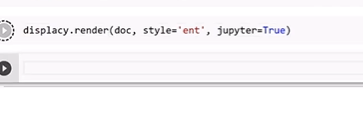 displacy.render(doc, style='ent', jupyter=True)